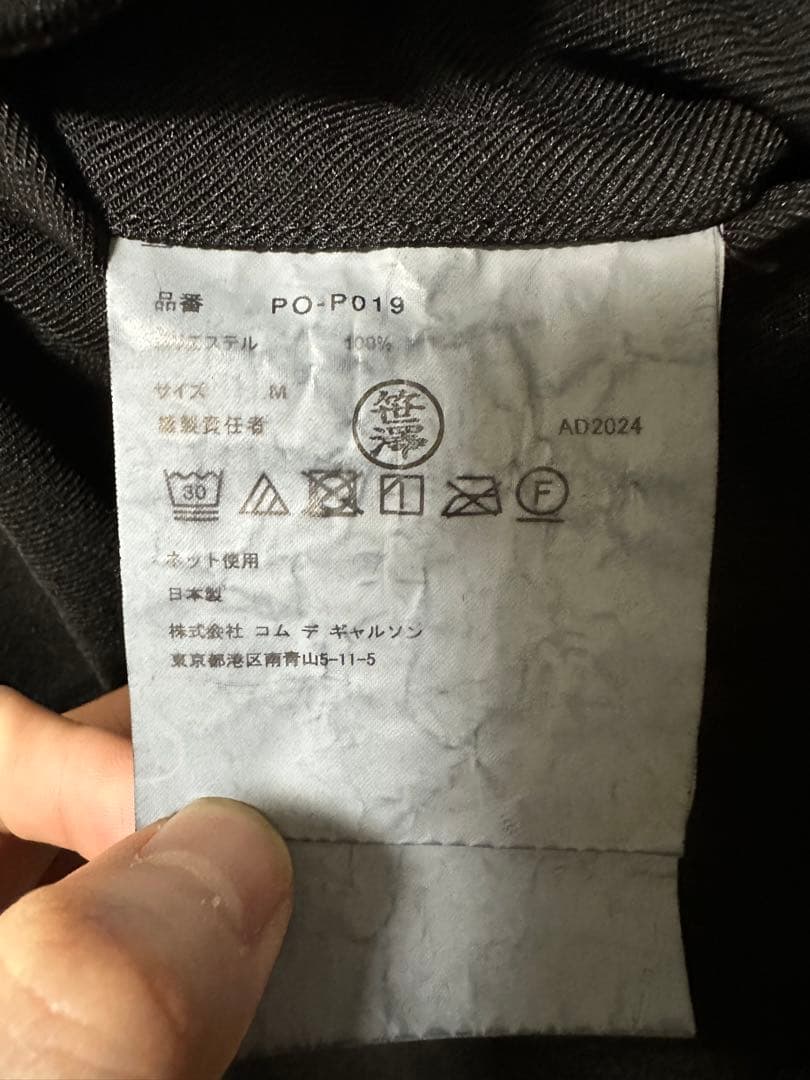 品番 PO-P019
ポリエステル 100%
サイズ M
縫製責任者 笹澤 AD2024
30 F
ネット使用
日本製
株式会社 コム デ ギャルソン
東京都港区南青山5-11-5